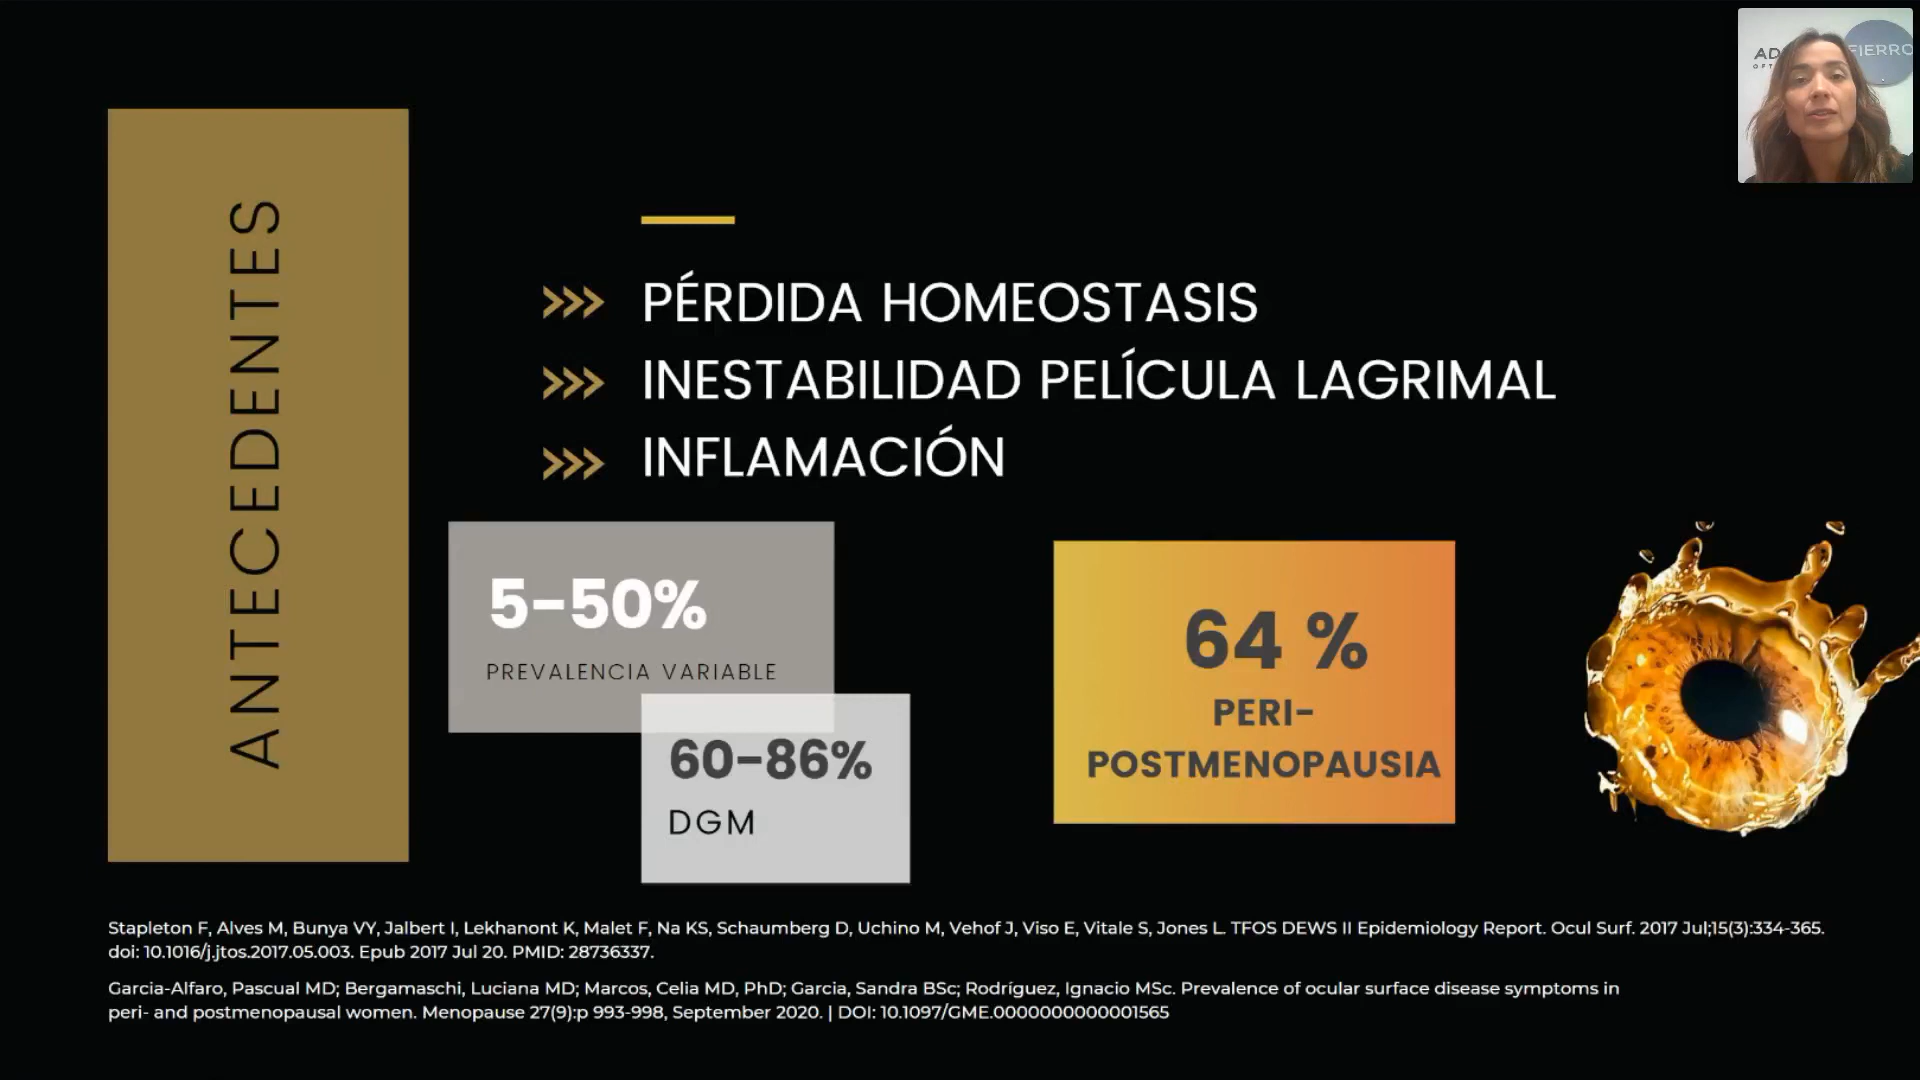 ANTECEDENTES
PÉRDIDA HOMEOSTASIS
INESTABILIDAD PELÍCULA LAGRIMAL
INFLAMACIÓN
5-50%
PREVALENCIA VARIABLE
60-86%
DGM
64 %
PERI-
POSTMENOPAUSIA
Stapleton F, Alves M, Bunya VY, Jalbert I, Lekhanont K, Malet F, Na KS, Schaumberg D, Uchino M, Vehof J, Viso E, Vitale S, Jones L. TFOS DEWS II Epidemiology Report. Ocul Surf. 2017 Jul;15(3):334-365.
doi: 10.1016/j.jtos.2017.05.003. Epub 2017 Jul 20. PMID: 28736337.
Garcia-Alfaro, Pascual MD; Bergamaschi, Luciana MD; Marcos, Celia MD, PhD; Garcia, Sandra BSc; Rodríguez, Ignacio MSc. Prevalence of ocular surface disease symptoms in
peri- and postmenopausal women. Menopause 27(9):p 993-998, September 2020. | DOI: 10.1097/GME.0000000000001565